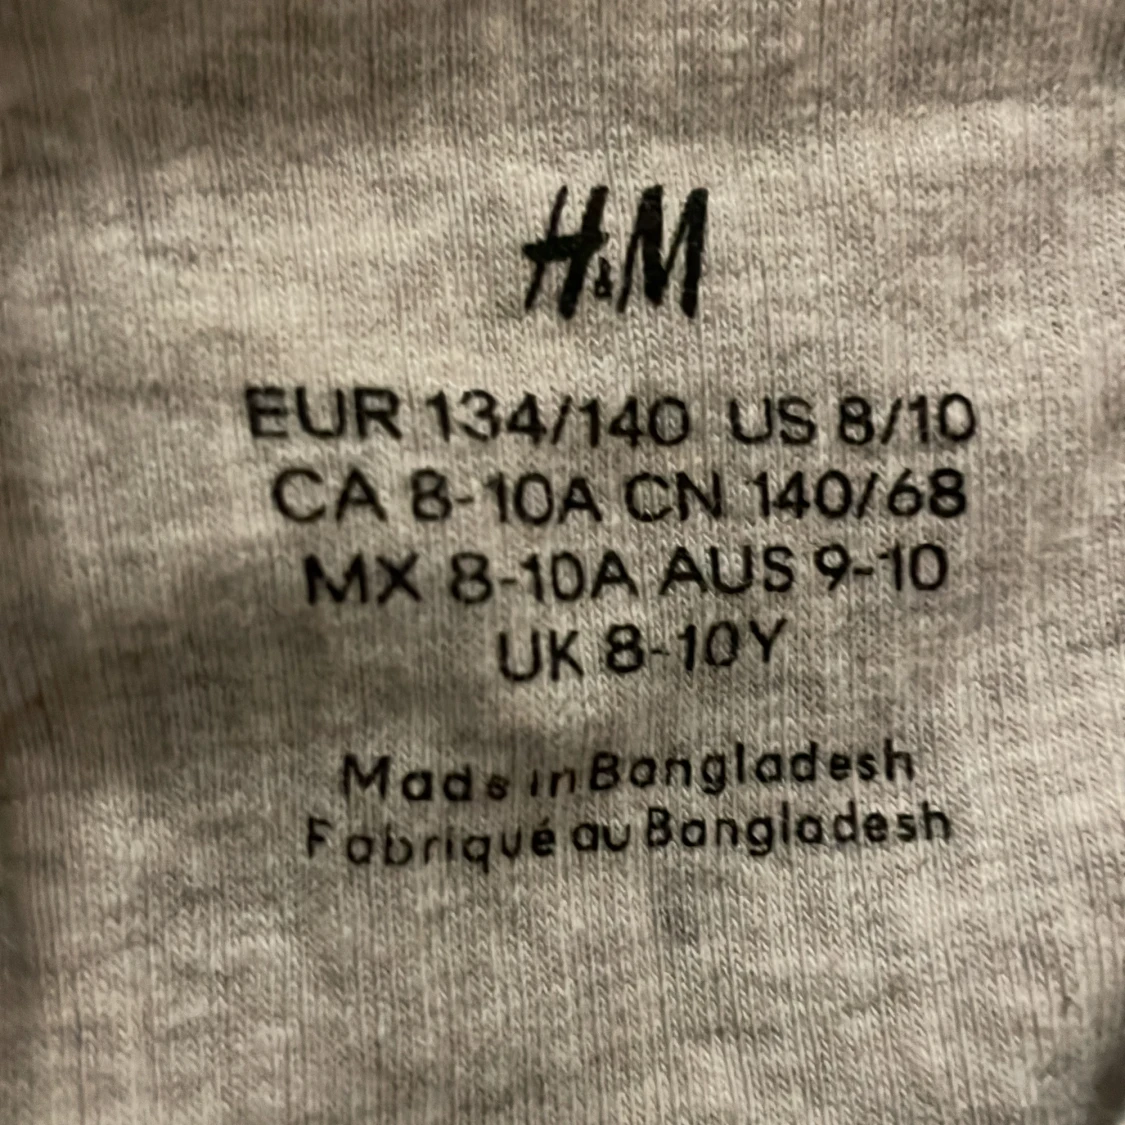 H&M
EUR 134/140 US 8/10
CA 8-10A CN 140/68
MX 8-10A AUS 9-10
UK 8-10Y
Made in Bangladesh
Fabriqué au Bangladesh